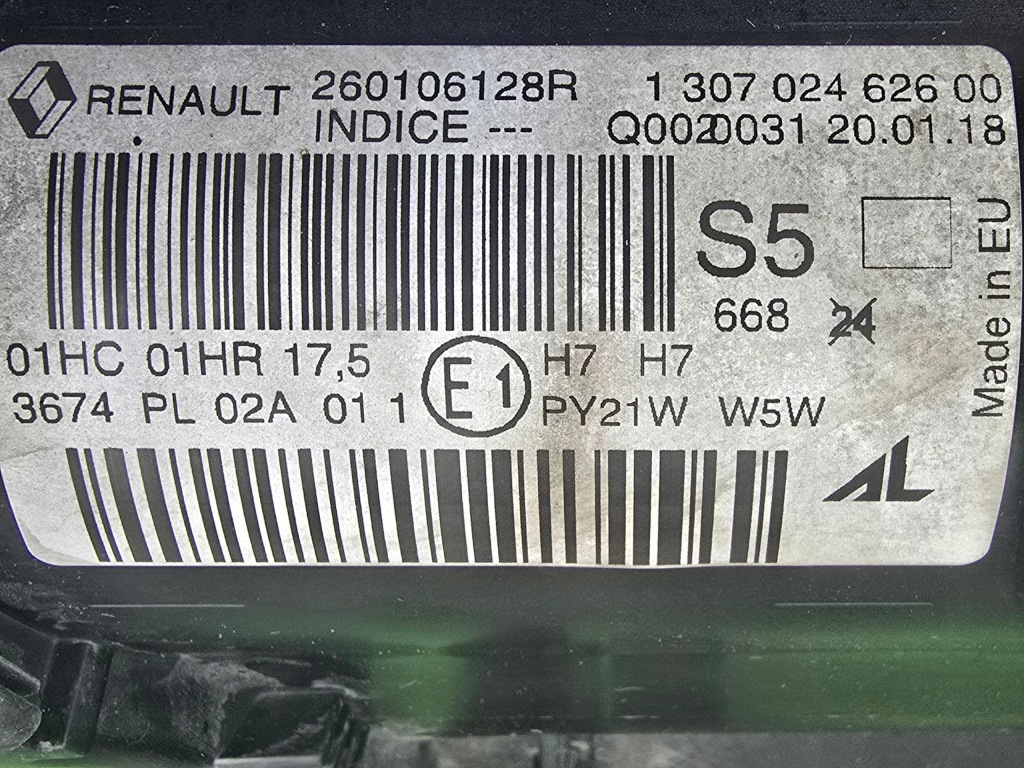 RENAULT 260106128R 1 307 024 626 00
INDICE --- Q0020031 20.01.18
S5
668 24
Made in EU
01HC 01HR 17,5 E1 H7 H7
3674 PL 02A 01 1 PY21W W5W
AL